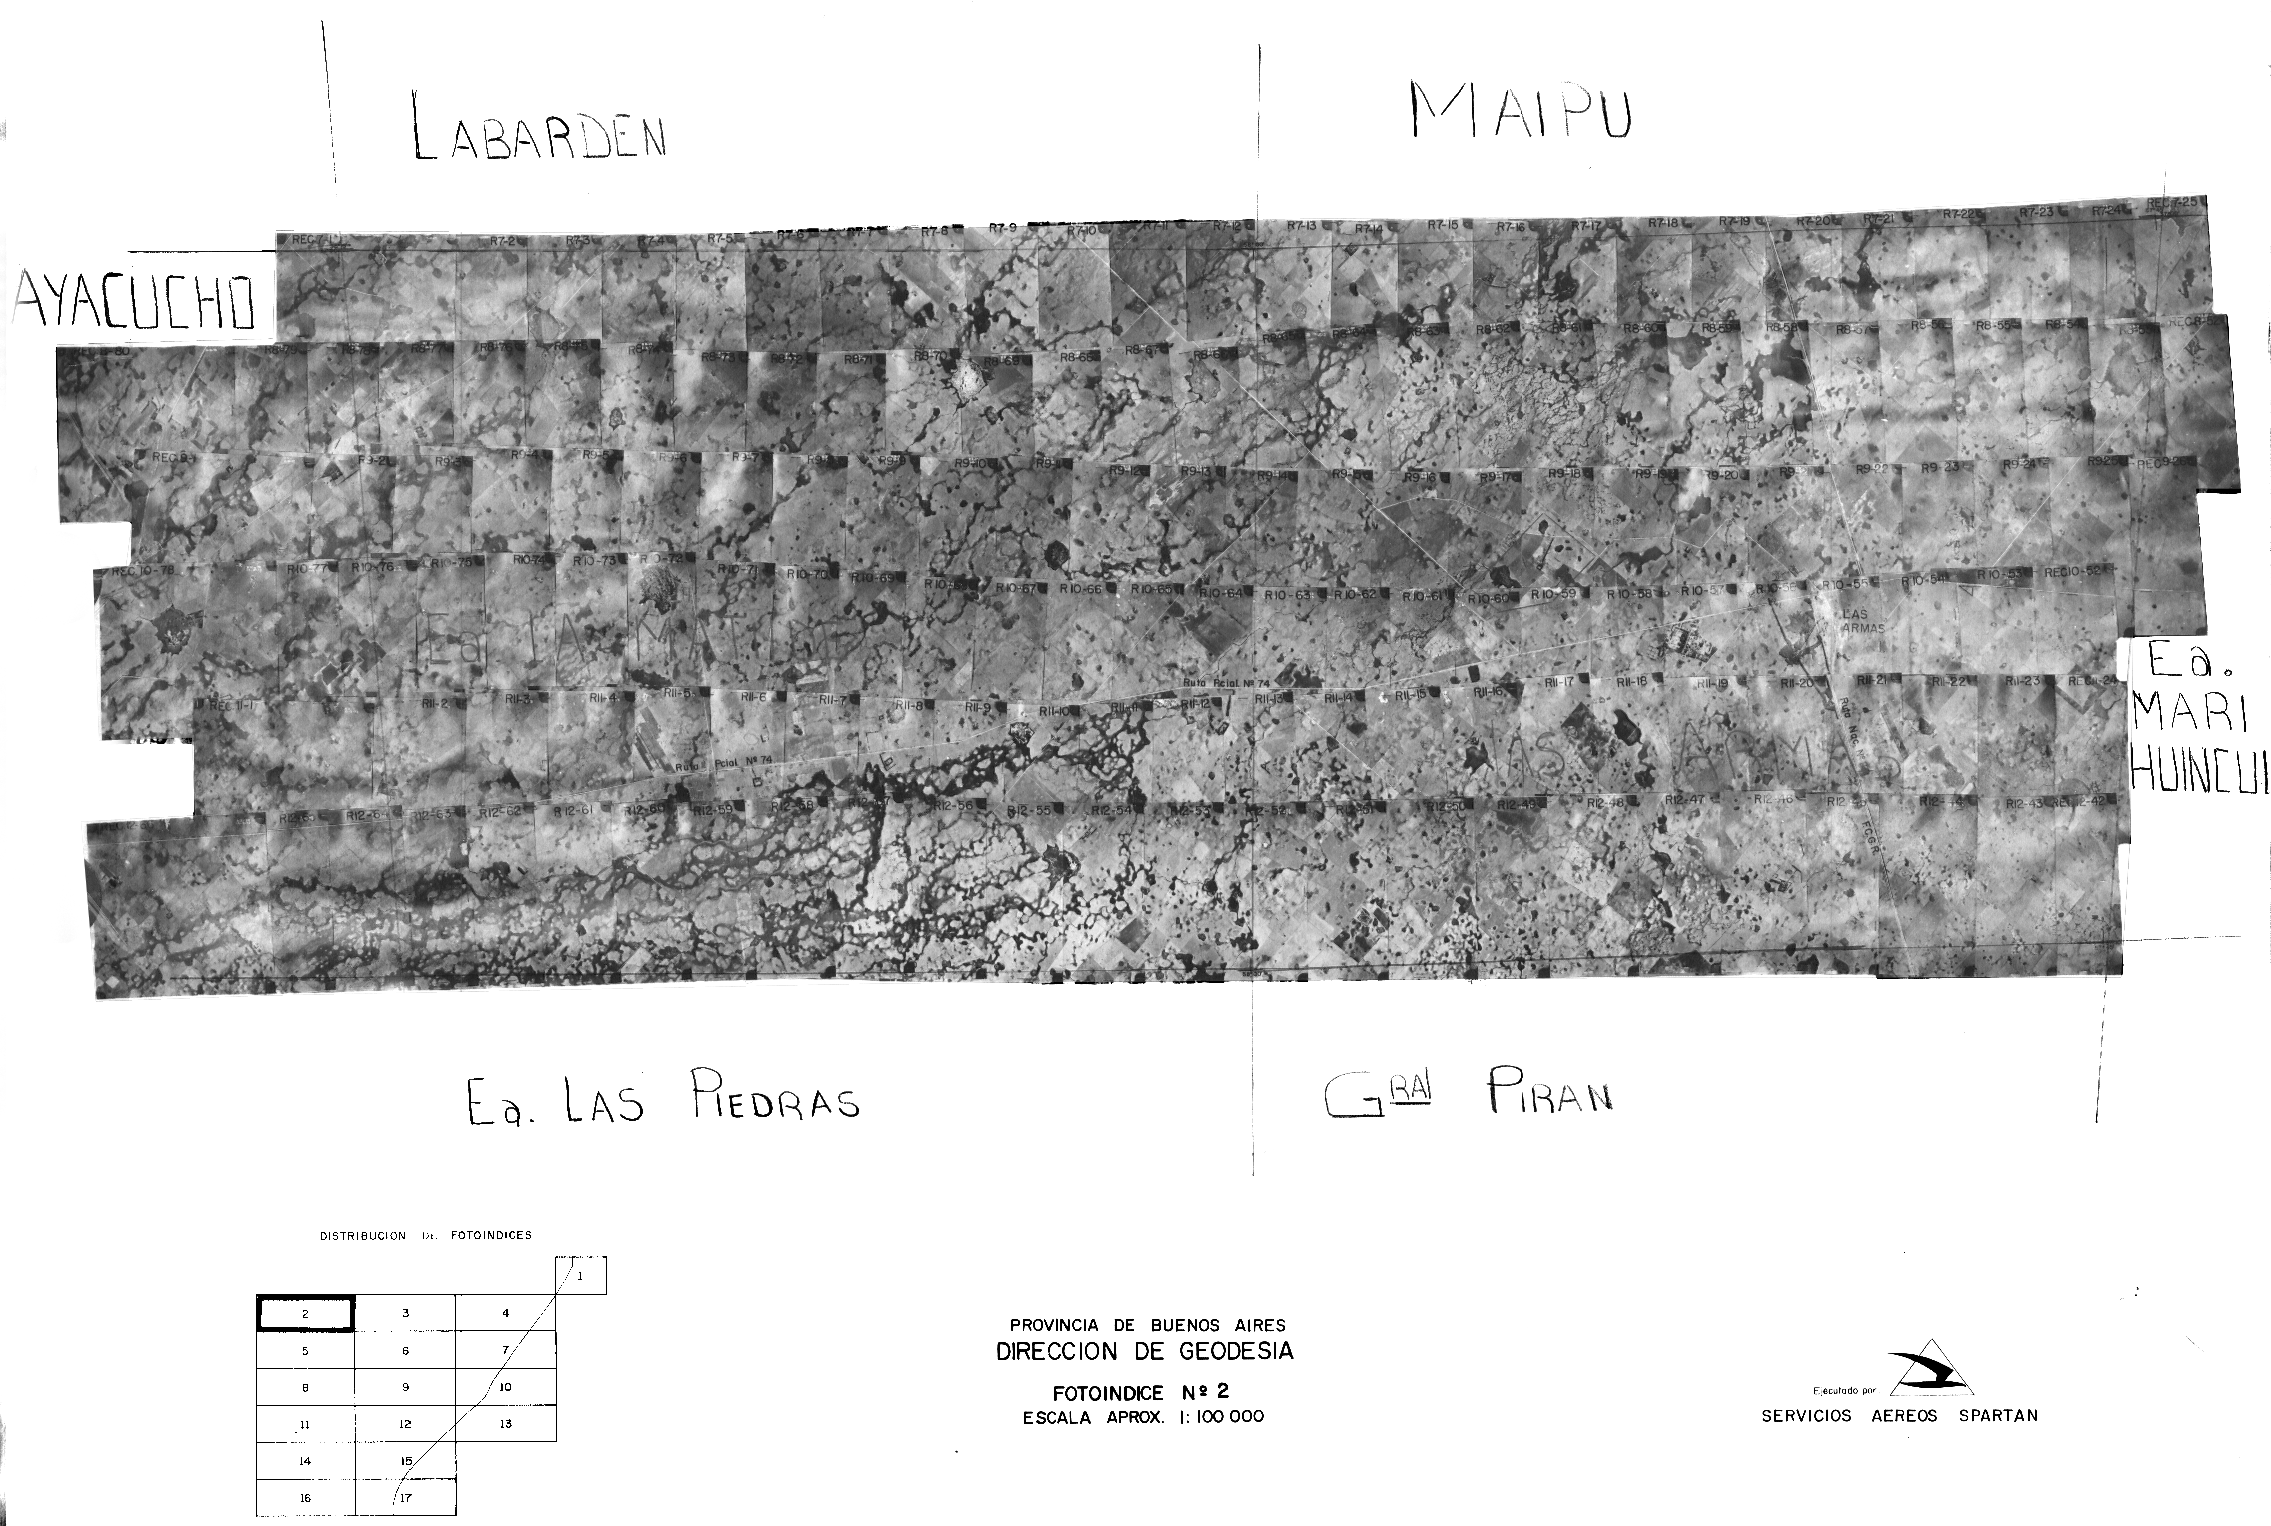 LABARDEN
MAIPU
AYACUCHO
REC.7-1 R7-2 R7-3 R7-4 R7-5 R7-6 R7-7 R7-8 R7-9 R7-10 R7-11 R7-12 R7-13 R7-14 R7-15 R7-16 R7-17 R7-18 R7-19 R7-20 R7-21 R7-22 R7-23 R7-24 REC.7-25
R8-79 R8-78 R8-77 R8-76 R8-75 R8-74 R8-73 R8-72 R8-71 R8-70 R8-69 R8-68 R8-67 R8-66 R8-65 R8-64 R8-63 R8-62 R8-61 R8-60 R8-59 R8-58 R8-57 R8-56 R8-55 R8-54
REC.9-1 R9-2 R9-3 R9-4 R9-5 R9-6 R9-7 R9-8 R9-9 R9-10 R9-11 R9-12 R9-13 R9-14 R9-15 R9-16 R9-17 R9-18 R9-19 R9-20 R9-21 R9-22 R9-23 R9-24 R9-25 REC9-26
REC.10-78 R10-77 R10-76 R10-75 R10-74 R10-73 R10-72 R10-71 R10-70 R10-69 R10-68 R10-67 R10-66 R10-65 R10-64 R10-63 R10-62 R10-61 R10-60 R10-59 R10-58 R10-57 R10-56 R10-55 R10-54 R10-53 REC10-52
LAS
ARMAS
Ruta Pcial. Nº 74
REC.11-1 R11-2 R11-3 R11-4 R11-5 R11-6 R11-7 R11-8 R11-9 R11-10 R11-11 R11-12 R11-13 R11-14 R11-15 R11-16 R11-17 R11-18 R11-19 R11-20 R11-21 R11-22 R11-23 REC.11-24
LAS ARMAS
Ruta Pcial. Nº 74
R12-65 R12-64 R12-63 R12-62 R12-61 R12-60 R12-59 R12-58 R12-57 R12-56 R12-55 R12-54 R12-53 R12-52 R12-51 R12-50 R12-49 R12-48 R12-47 R12-46 R12-45 R12-44 R12-43 REC.12-42
F.C.G.R.
Ea.
MARI
HUINCUI
Ea. LAS PIEDRAS
GRAL PIRAN
DISTRIBUCION DE FOTOINDICES
1
2 3 4
5 6 7
8 9 10
11 12 13
14 15
16 17
PROVINCIA DE BUENOS AIRES
DIRECCION DE GEODESIA
FOTOINDICE Nº 2
ESCALA APROX. 1:100 000
Ejecutado por
SERVICIOS AEREOS SPARTAN